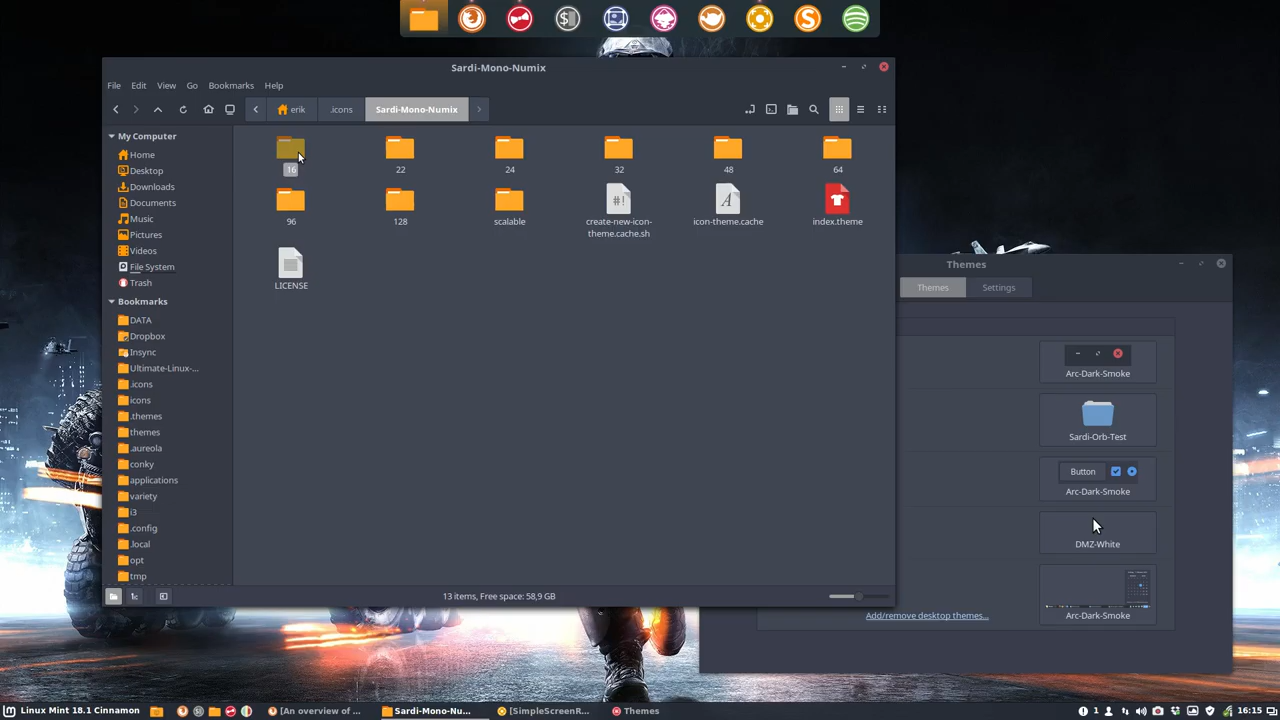 Sardi-Mono-Numix
File Edit View Go Bookmarks Help
erik .icons Sardi-Mono-Numix
My Computer
Home
Desktop
Downloads
Documents
Music
Pictures
Videos
File System
Trash
Bookmarks
DATA
Dropbox
Insync
Ultimate-Linux-...
.icons
icons
.themes
themes
.aureola
conky
applications
variety
i3
.config
.local
opt
tmp
16 22 24 32 48 64
96 128 scalable create-new-icon-theme.cache.sh icon-theme.cache index.theme
LICENSE
13 items, Free space: 58,9 GB
Themes
Themes Settings
Arc-Dark-Smoke
Sardi-Orb-Test
Button
Arc-Dark-Smoke
DMZ-White
Arc-Dark-Smoke
Add/remove desktop themes...
Linux Mint 18.1 Cinnamon
[An overview of ...
Sardi-Mono-Nu...
[SimpleScreenR...
Themes
1
16:15